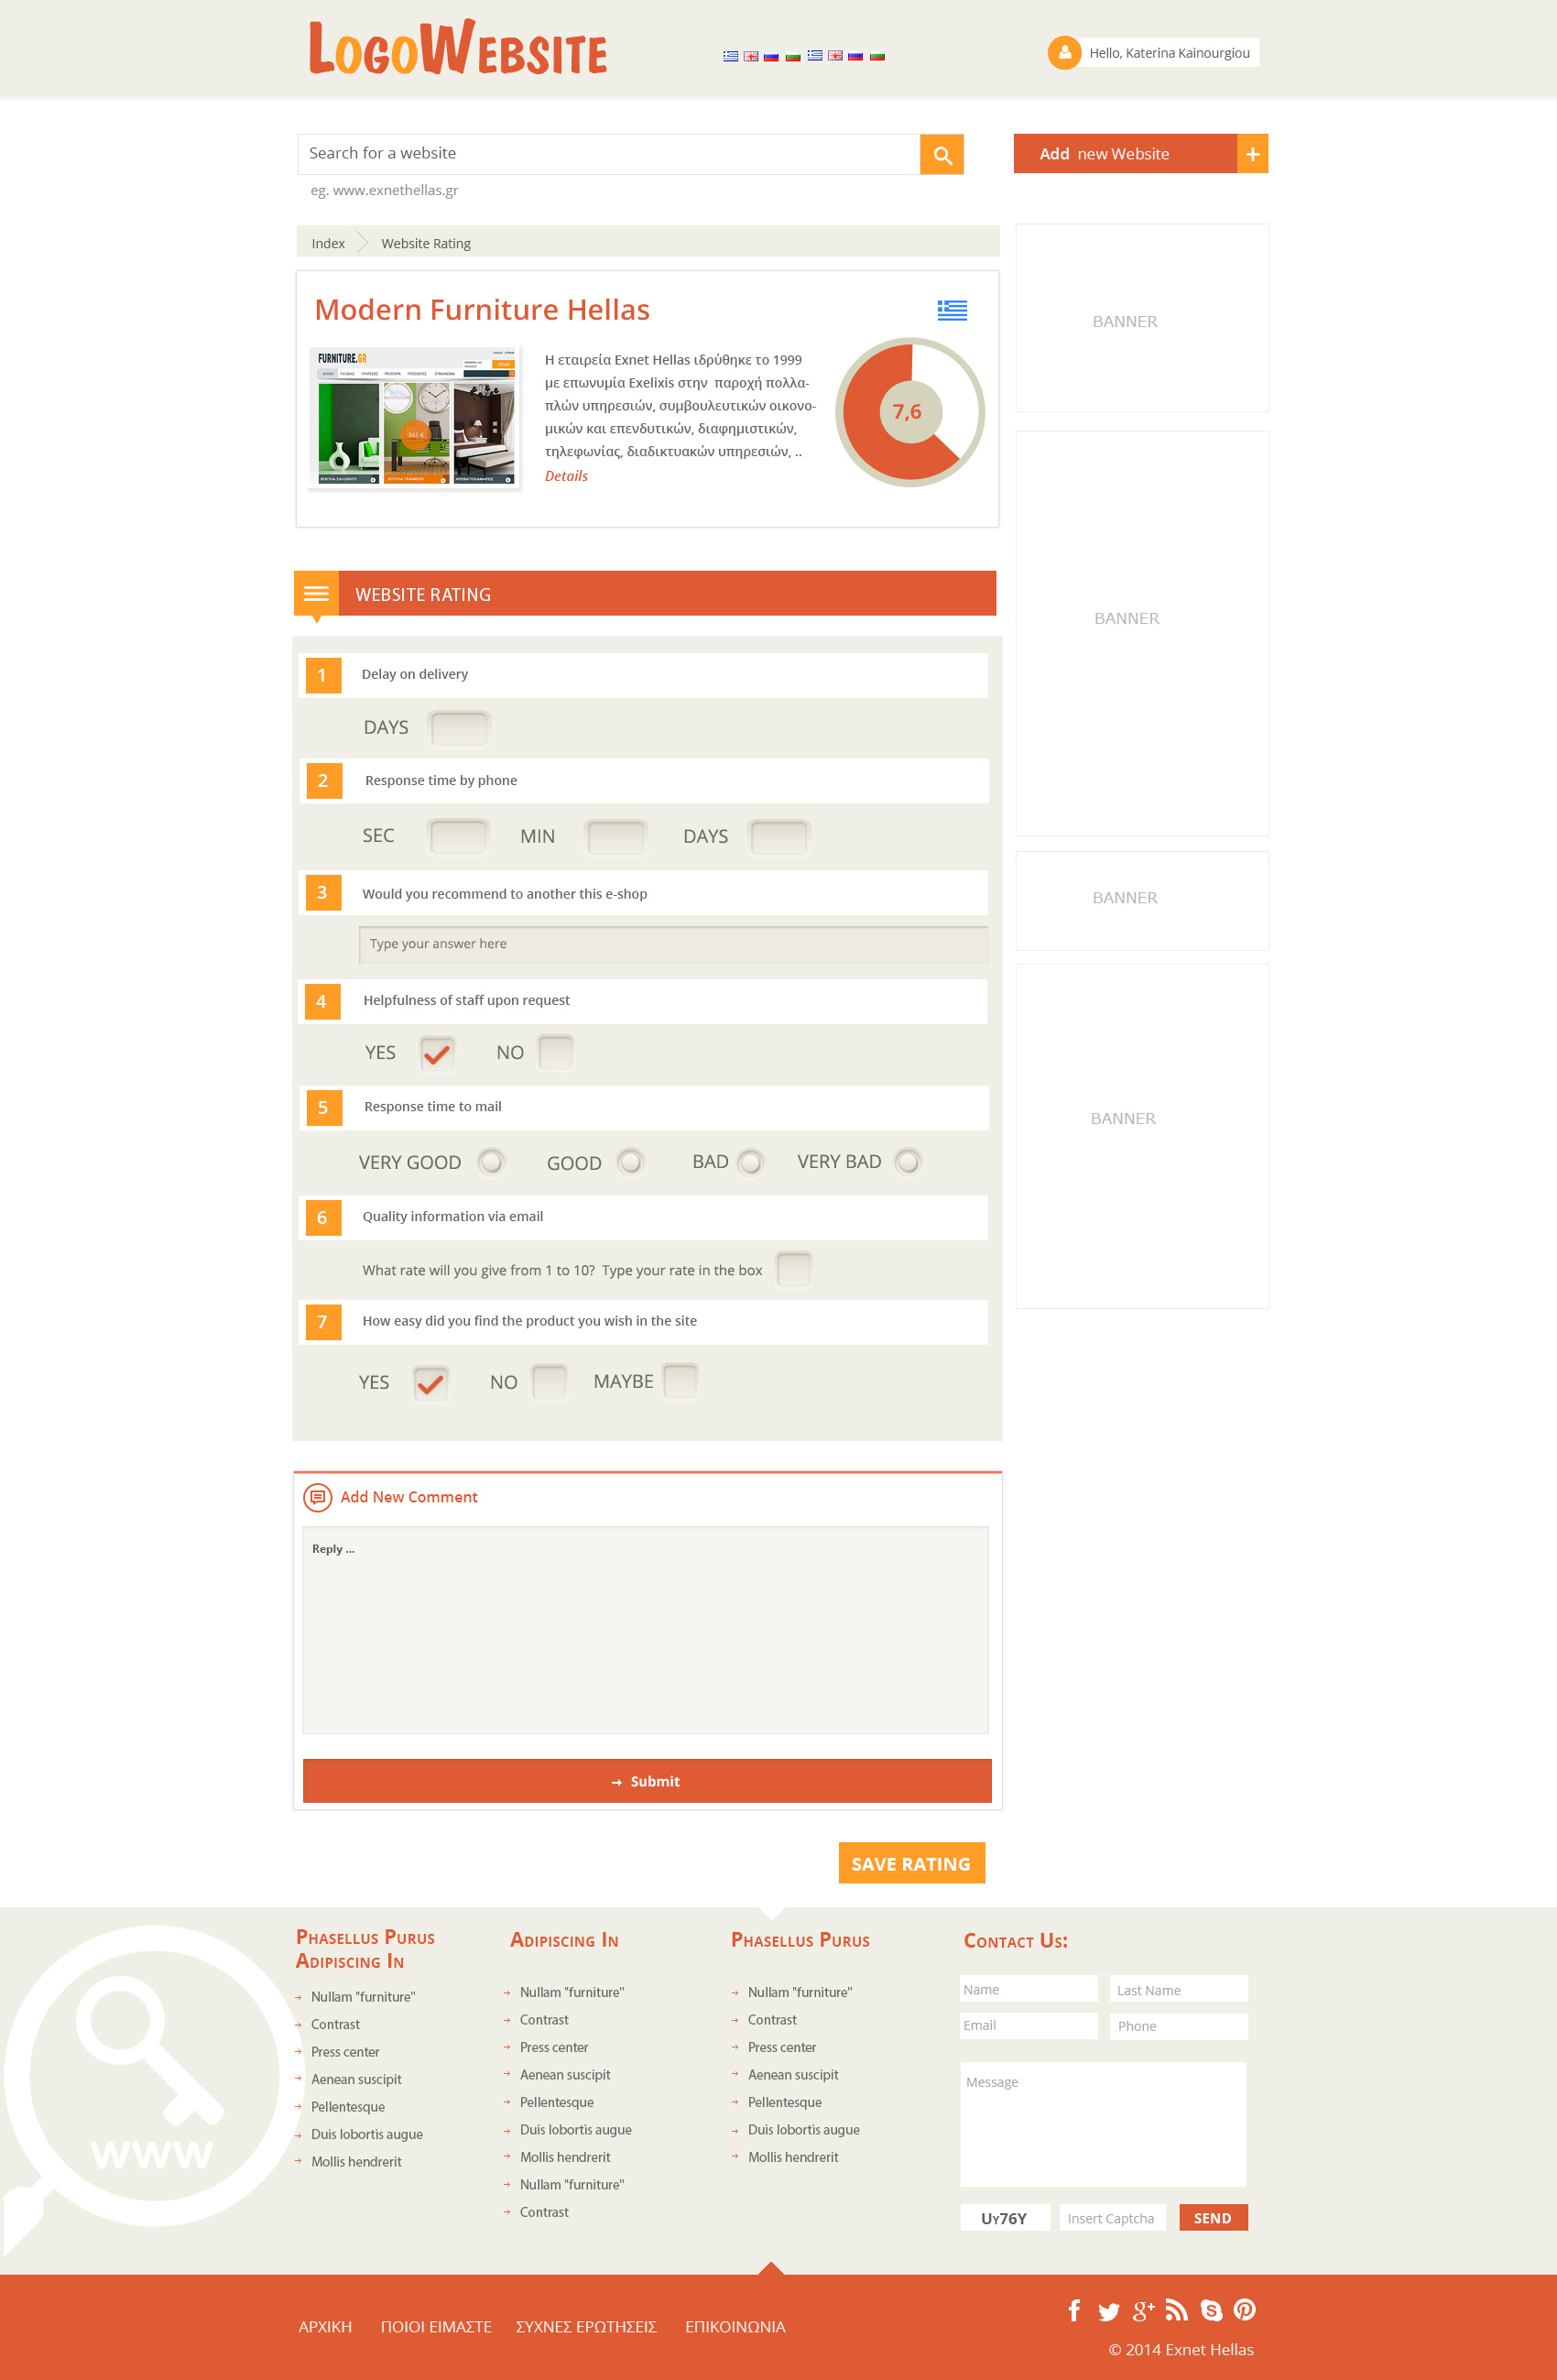 LogoWebsite
Hello, Katerina Kainourgiou
Search for a website
Add new Website
eg. www.exnethellas.gr
Index
Website Rating
Modern Furniture Hellas
FURNITURE.GR
345 €
ΕΠΙΠΛΑ ΣΑΛΟΝΙΟΥ
ΕΠΙΠΛΑ ΓΡΑΦΕΙΟΥ
ΚΡΕΒΑΤΟΚΑΜΑΡΕΣ
Η εταιρεία Exnet Hellas ιδρύθηκε το 1999
με επωνυμία Exelixis στην παροχή πολλα-
πλών υπηρεσιών, συμβουλευτικών οικονο-
μικών και επενδυτικών, διαφημιστικών,
τηλεφωνίας, διαδικτυακών υπηρεσιών, ..
Details
7,6
BANNER
BANNER
BANNER
BANNER
WEBSITE RATING
1 Delay on delivery
DAYS
2 Response time by phone
SEC MIN DAYS
3 Would you recommend to another this e-shop
Type your answer here
4 Helpfulness of staff upon request
YES NO
5 Response time to mail
VERY GOOD GOOD BAD VERY BAD
6 Quality information via email
What rate will you give from 1 to 10? Type your rate in the box
7 How easy did you find the product you wish in the site
YES NO MAYBE
Add New Comment
Reply ...
Submit
SAVE RATING
www
Phasellus Purus
Adipiscing In
Nullam "furniture"
Contrast
Press center
Aenean suscipit
Pellentesque
Duis lobortis augue
Mollis hendrerit
Adipiscing In
Nullam "furniture"
Contrast
Press center
Aenean suscipit
Pellentesque
Duis lobortis augue
Mollis hendrerit
Nullam "furniture"
Contrast
Phasellus Purus
Nullam "furniture"
Contrast
Press center
Aenean suscipit
Pellentesque
Duis lobortis augue
Mollis hendrerit
Contact Us:
Name
Last Name
Email
Phone
Message
Uy76Y
Insert Captcha
SEND
ΑΡΧΙΚΗ
ΠΟΙΟΙ ΕΙΜΑΣΤΕ
ΣΥΧΝΕΣ ΕΡΩΤΗΣΕΙΣ
ΕΠΙΚΟΙΝΩΝΙΑ
© 2014 Exnet Hellas